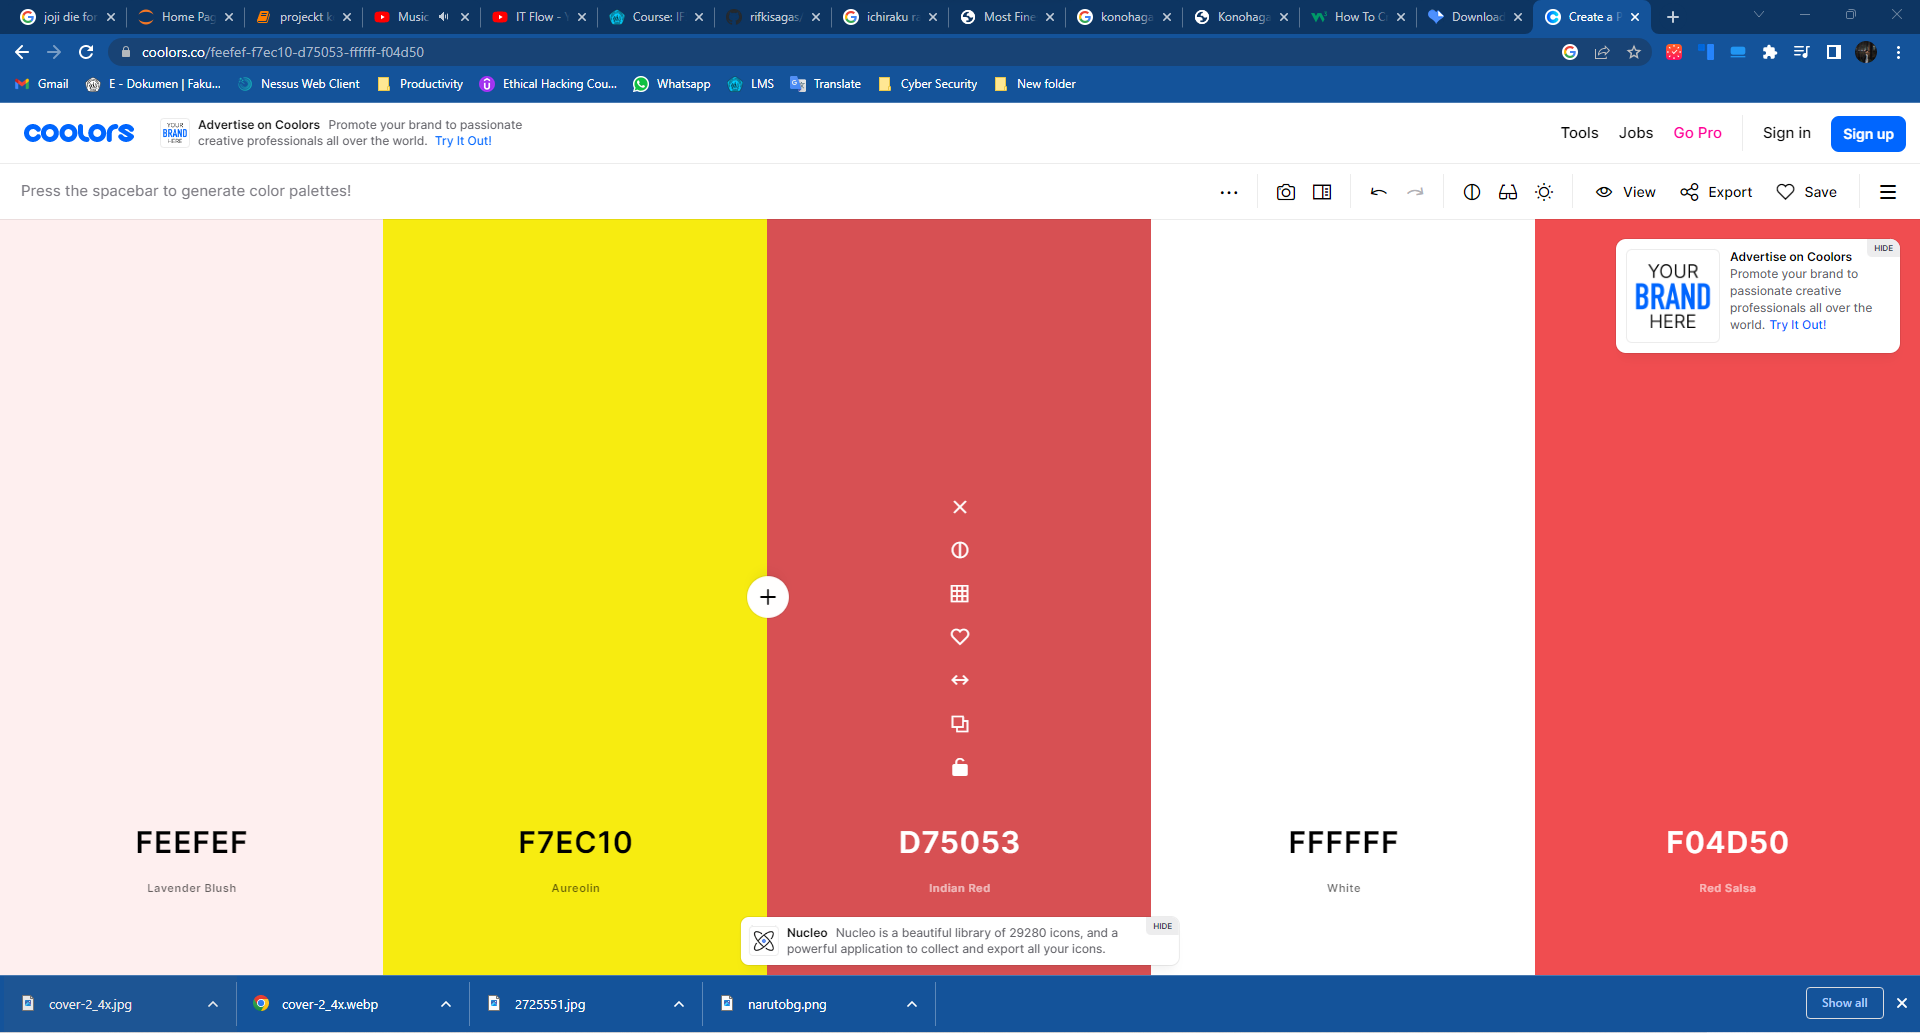 joji die for
Home Pag
projeckt k
Music
IT Flow - Y
Course: IF
rifkisagas/
ichiraku ra
Most Fine
konohaga
Konohaga
How To Cr
Download
Create a P
coolors.co/feefef-f7ec10-d75053-ffffff-f04d50
Gmail
E - Dokumen | Faku...
Nessus Web Client
Productivity
Ethical Hacking Cou...
Whatsapp
LMS
Translate
Cyber Security
New folder
coolors
YOUR
BRAND
HERE
Advertise on Coolors Promote your brand to passionate
creative professionals all over the world. Try It Out!
Tools
Jobs
Go Pro
Sign in
Sign up
Press the spacebar to generate color palettes!
View
Export
Save
HIDE
YOUR
BRAND
HERE
Advertise on Coolors
Promote your brand to
passionate creative
professionals all over the
world. Try It Out!
FEEFEF
F7EC10
D75053
FFFFFF
F04D50
Lavender Blush
Aureolin
Indian Red
White
Red Salsa
HIDE
Nucleo Nucleo is a beautiful library of 29280 icons, and a
powerful application to collect and export all your icons.
cover-2_4x.jpg
cover-2_4x.webp
2725551.jpg
narutobg.png
Show all